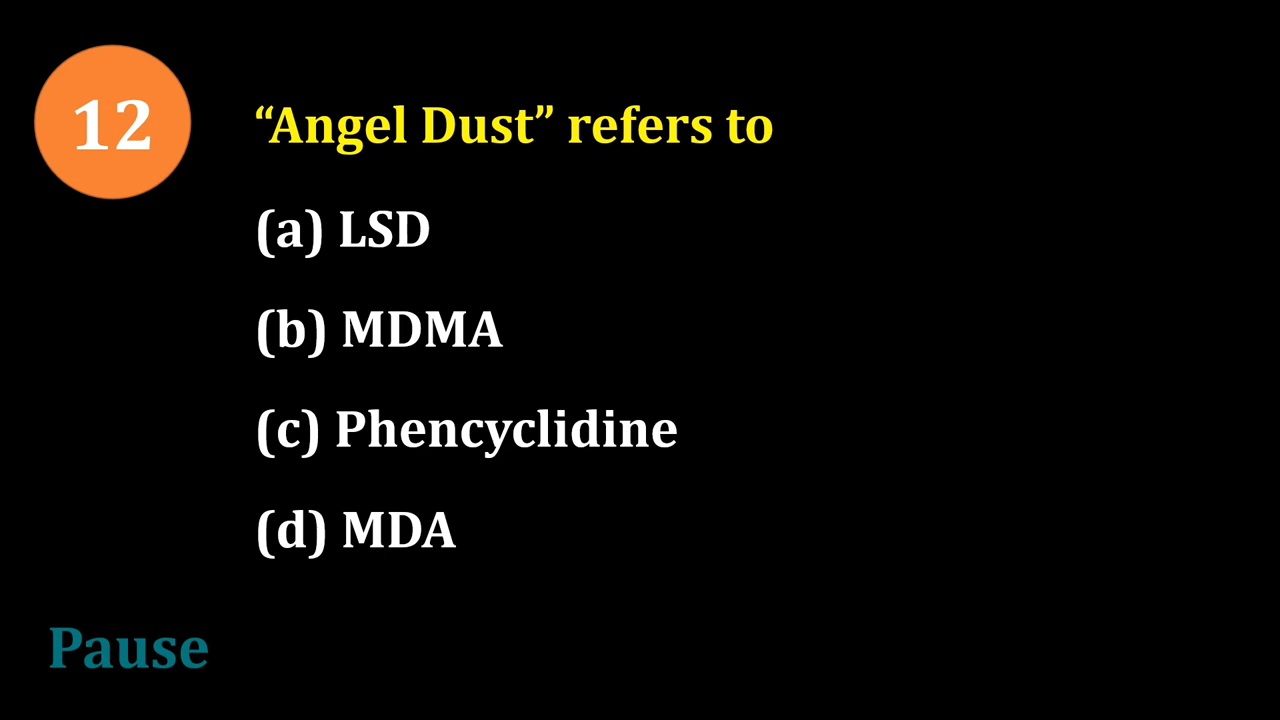 12
“Angel Dust” refers to
(a) LSD
(b) MDMA
(c) Phencyclidine
(d) MDA
Pause